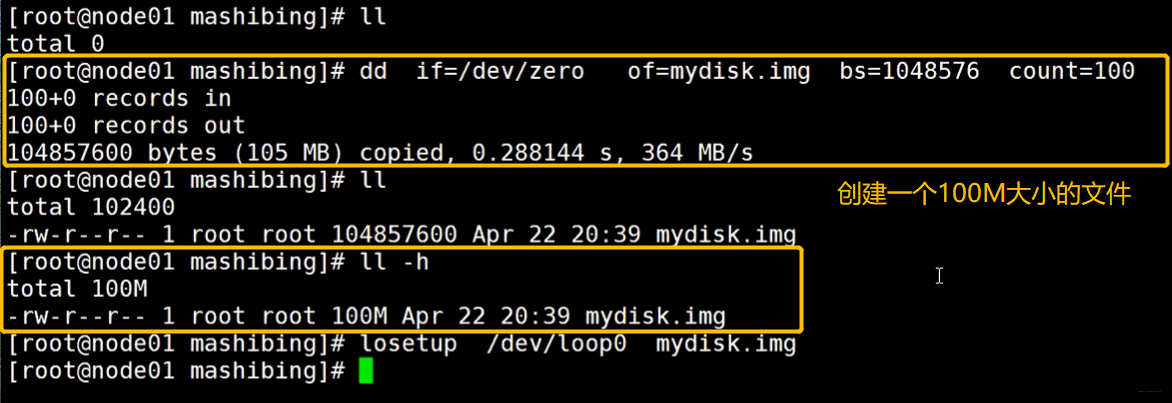 [root@node01 mashibing]# ll
total 0
[root@node01 mashibing]# dd  if=/dev/zero   of=mydisk.img  bs=1048576  count=100
100+0 records in
100+0 records out
104857600 bytes (105 MB) copied, 0.288144 s, 364 MB/s
[root@node01 mashibing]# ll
创建一个100M大小的文件
total 102400
-rw-r--r-- 1 root root 104857600 Apr 22 20:39 mydisk.img
[root@node01 mashibing]# ll -h
total 100M
-rw-r--r-- 1 root root 100M Apr 22 20:39 mydisk.img
[root@node01 mashibing]# losetup  /dev/loop0  mydisk.img
[root@node01 mashibing]#